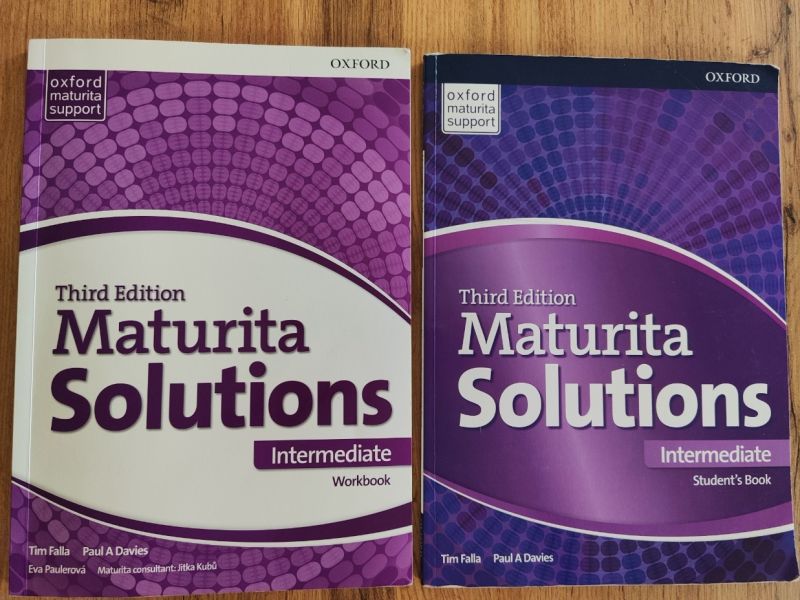 OXFORD
oxford
maturita
support
Third Edition
Maturita
Solutions
Intermediate
Workbook
Tim Falla Paul A Davies
Eva Paulerová Maturita consultant: Jitka Kubů
OXFORD
oxford
maturita
support
Third Edition
Maturita
Solutions
Intermediate
Student's Book
Tim Falla Paul A Davies